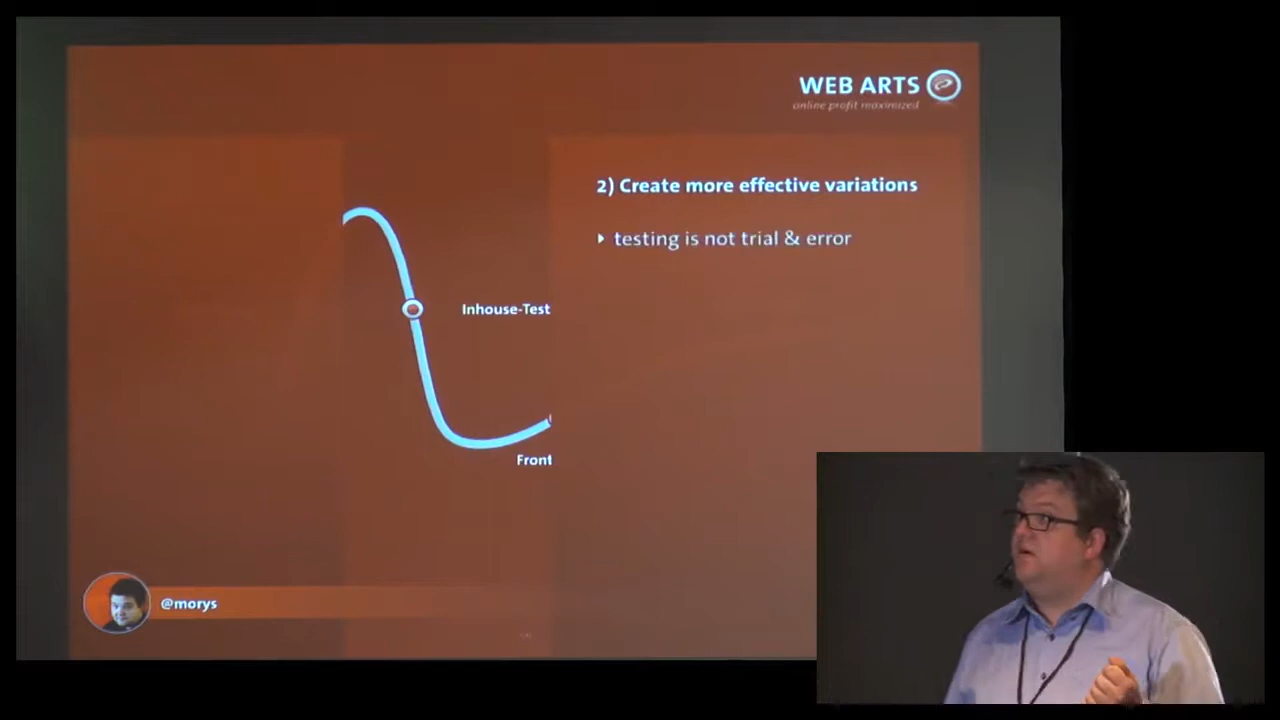 WEB ARTS
online profit maximized
2) Create more effective variations
testing is not trial & error
Inhouse-Test
Front
@morys